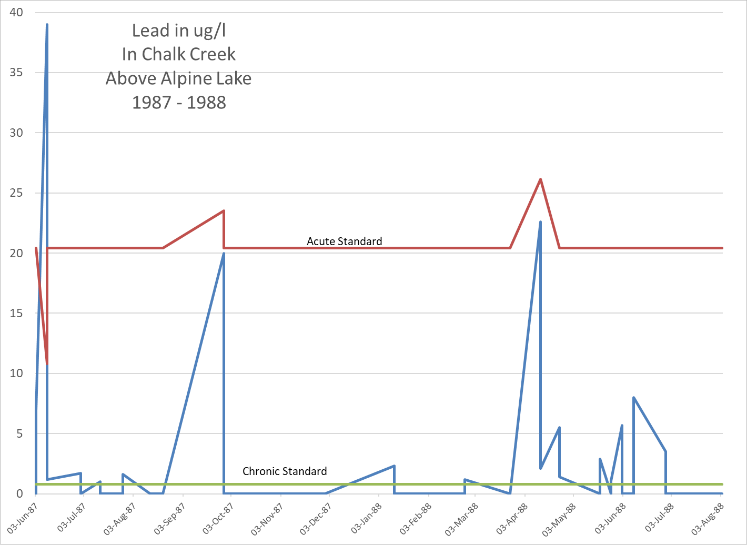 Lead in ug/l
In Chalk Creek
Above Alpine Lake
1987 - 1988
40
35
30
25
20
15
10
5
0
Acute Standard
Chronic Standard
03-Jun-87
03-Jul-87
03-Aug-87
03-Sep-87
03-Oct-87
03-Nov-87
03-Dec-87
03-Jan-88
03-Feb-88
03-Mar-88
03-Apr-88
03-May-88
03-Jun-88
03-Jul-88
03-Aug-88